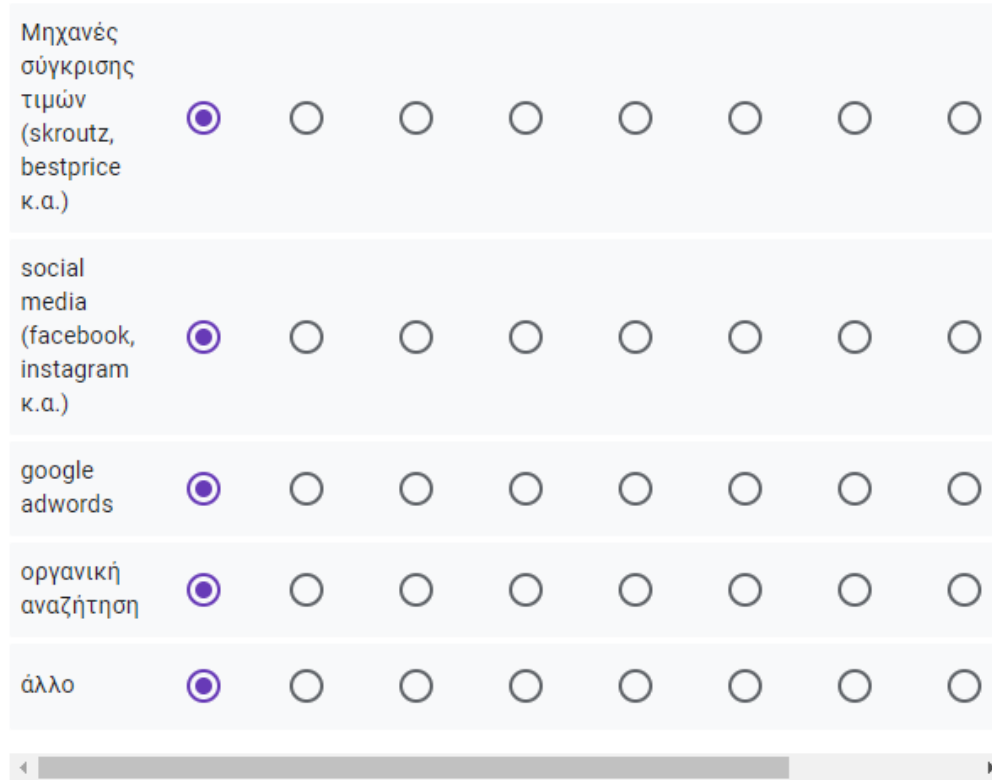 Μηχανές
σύγκρισης
τιμών
(skroutz,
bestprice
κ.α.)
social
media
(facebook,
instagram
κ.α.)
google
adwords
οργανική
αναζήτηση
άλλο